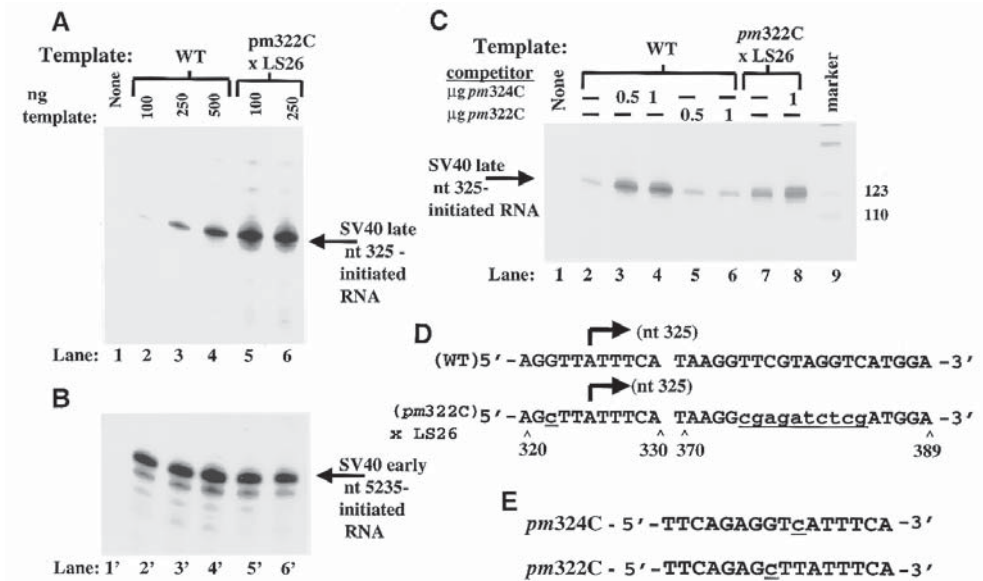 A
Template: WT pm322C x LS26
ng template: None 100 250 500 100 250
SV40 late
nt 325 -
initiated
RNA
Lane: 1 2 3 4 5 6
B
SV40 early
nt 5235-
initiated
RNA
Lane: 1' 2' 3' 4' 5' 6'
C
Template: None WT pm322C x LS26 marker
competitor
µg pm324C – 0.5 1 – – – 1
µg pm322C – – – 0.5 1 – –
SV40 late
nt 325-
initiated RNA
123
110
Lane: 1 2 3 4 5 6 7 8 9
D
(nt 325)
(WT)5′-AGGTTATTTCA TAAGGTTCGTAGGTCATGGA-3′
(nt 325)
(pm322C)5′-AGcTTATTTCA TAAGGcgagatctcgATGGA-3′
x LS26
^ ^ ^ ^
320 330 370 389
E
pm324C - 5′-TTCAGAGGTcATTTCA-3′
pm322C - 5′-TTCAGAGcTTATTTCA-3′